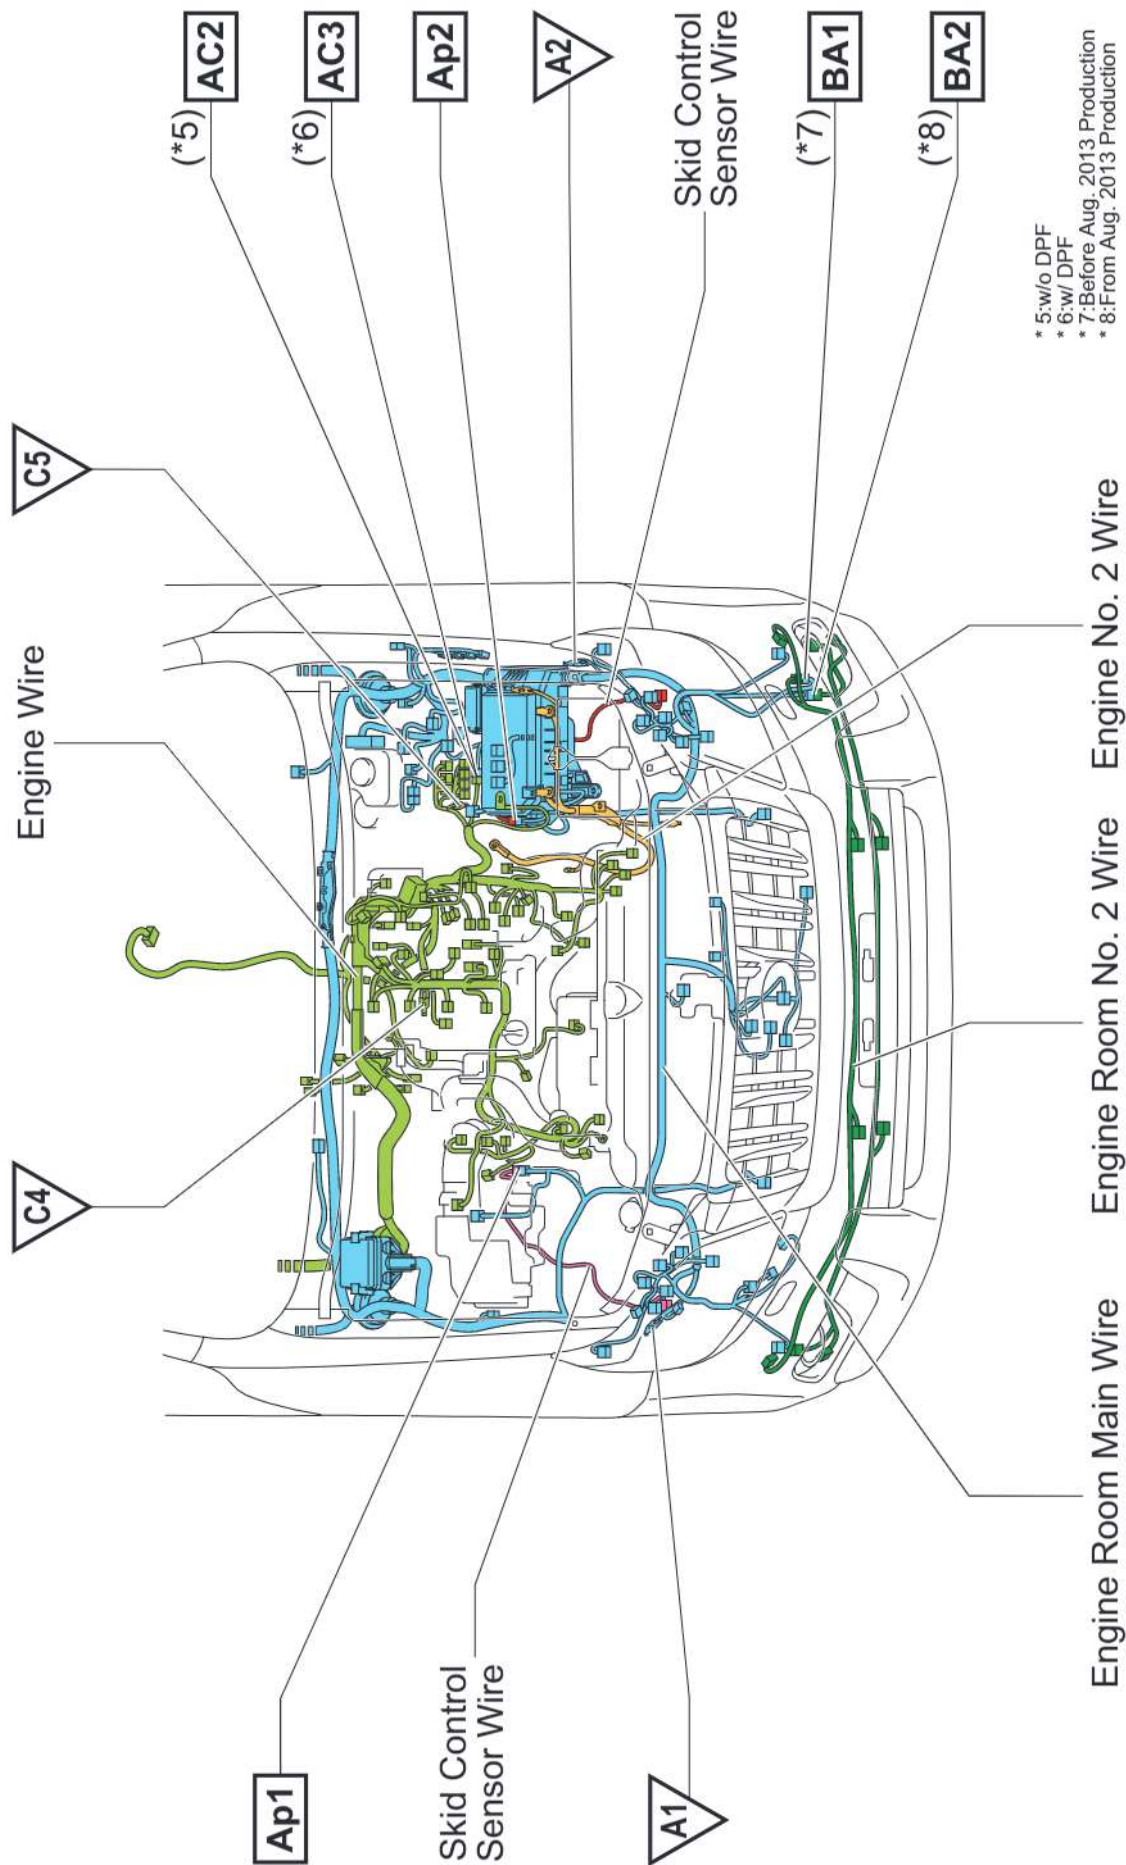 Engine Wire
C4
C5
(*5) AC2
(*6) AC3
Ap2
A2
Skid Control
Sensor Wire
(*7) BA1
(*8) BA2
Ap1
Skid Control
Sensor Wire
A1
Engine Room Main Wire
Engine Room No. 2 Wire
Engine No. 2 Wire
* 5:w/o DPF
* 6:w/ DPF
* 7:Before Aug. 2013 Production
* 8:From Aug. 2013 Production